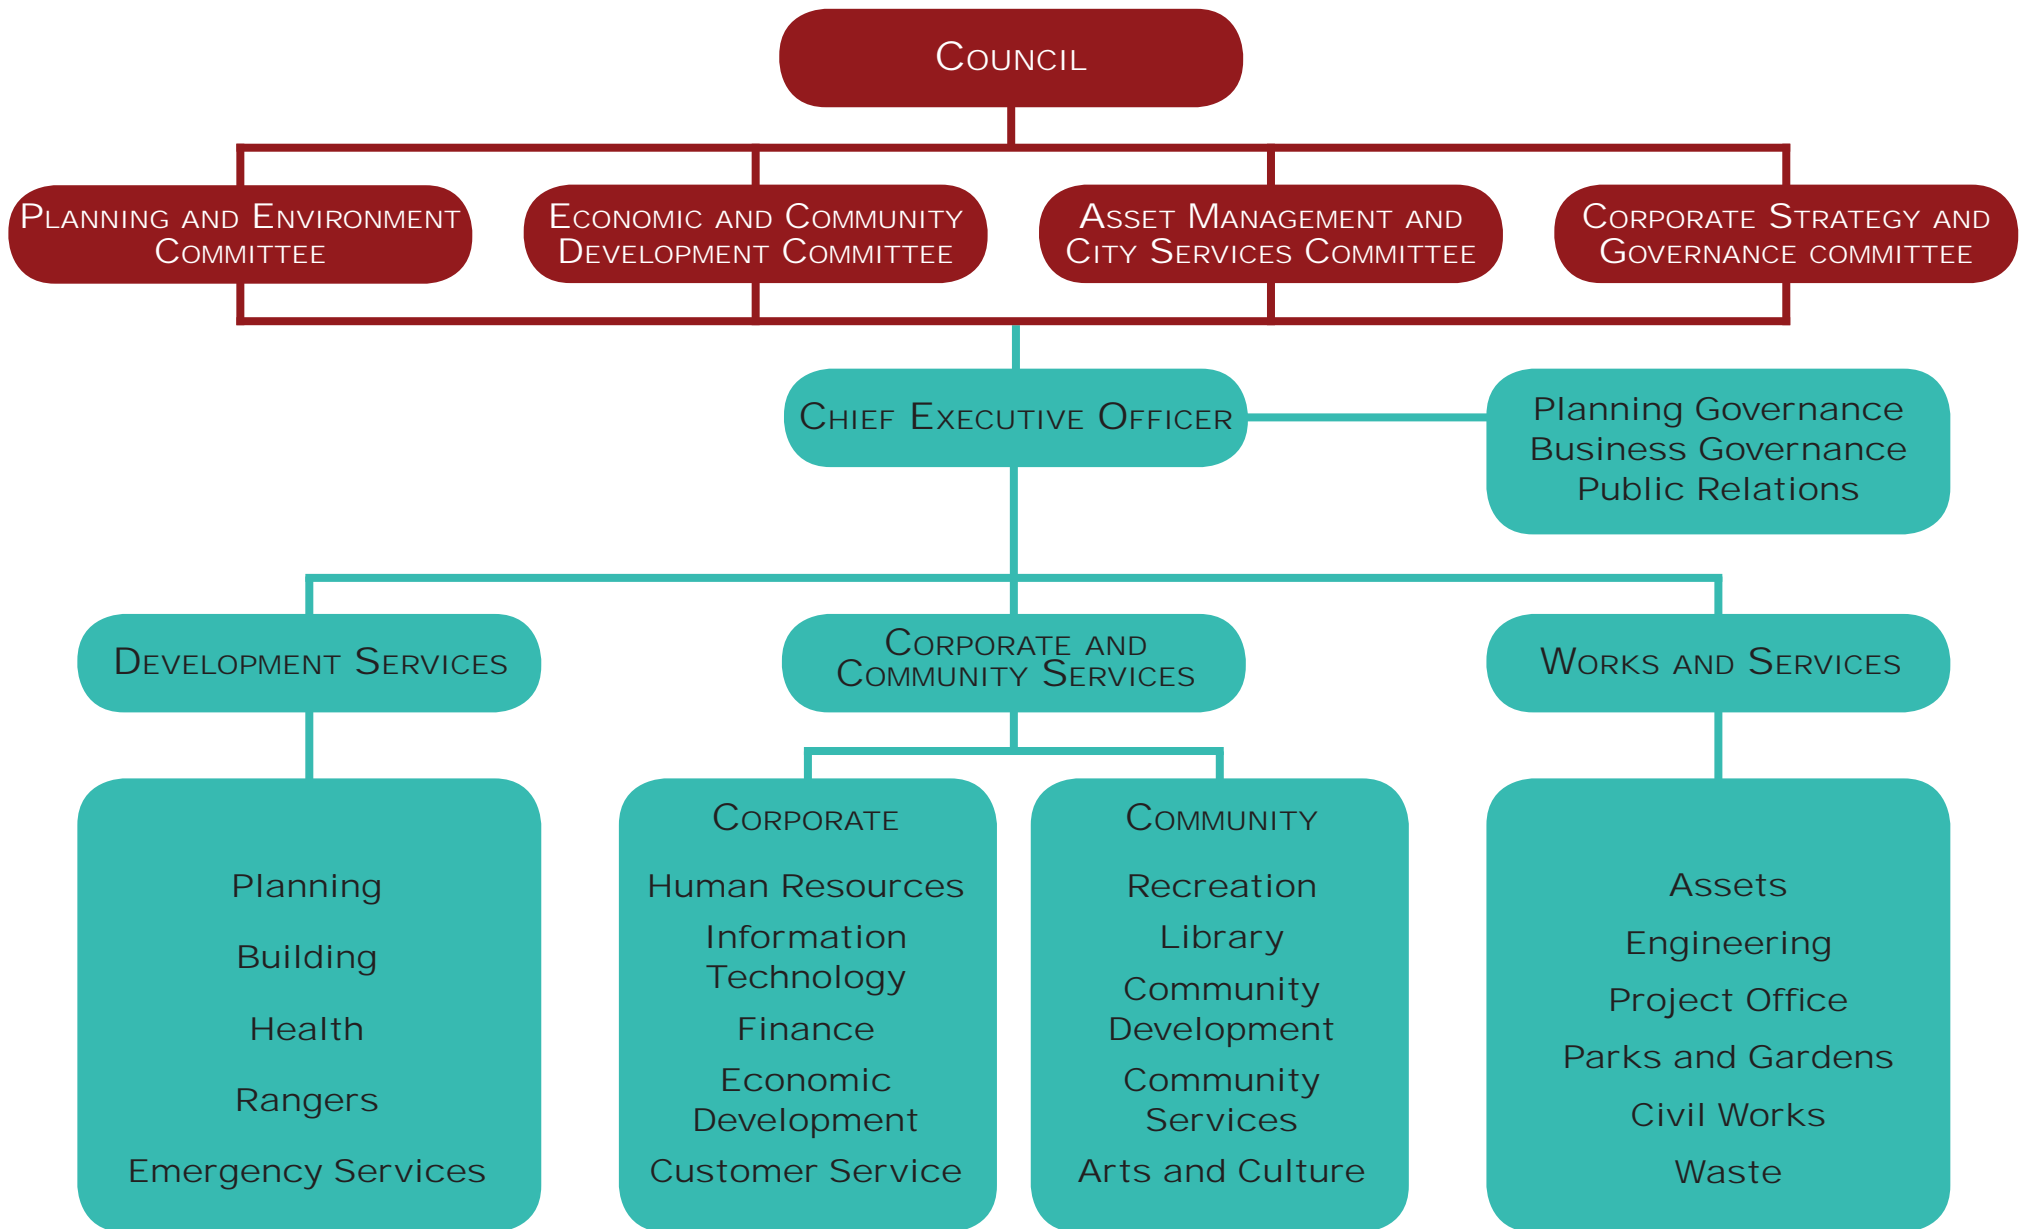 Council
Planning and Environment
Committee
Economic and Community
Development Committee
Asset Management and
City Services Committee
Corporate Strategy and
Governance committee
Chief Executive Officer
Planning Governance
Business Governance
Public Relations
Development Services
Corporate and
Community Services
Works and Services
Planning
Building
Health
Rangers
Emergency Services
Corporate
Human Resources
Information
Technology
Finance
Economic
Development
Customer Service
Community
Recreation
Library
Community
Development
Community
Services
Arts and Culture
Assets
Engineering
Project Office
Parks and Gardens
Civil Works
Waste